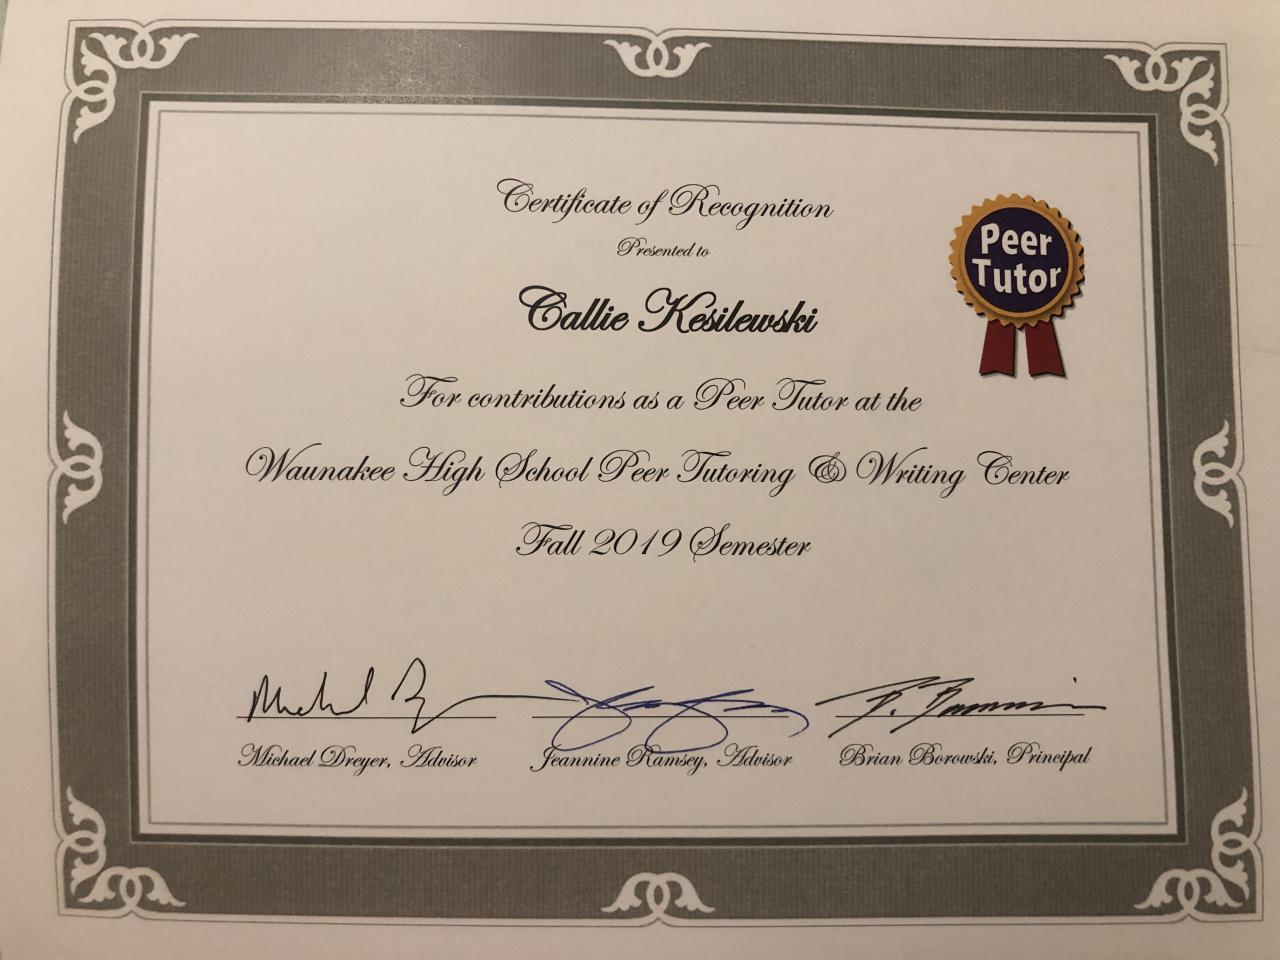 Certificate of Recognition
Presented to
Callie Kesilewski
Peer
Tutor
For contributions as a Peer Tutor at the
Waunakee High School Peer Tutoring & Writing Center
Fall 2019 Semester
Michael Dreyer, Advisor
Jeannine Ramsey, Advisor
Brian Borowski, Principal